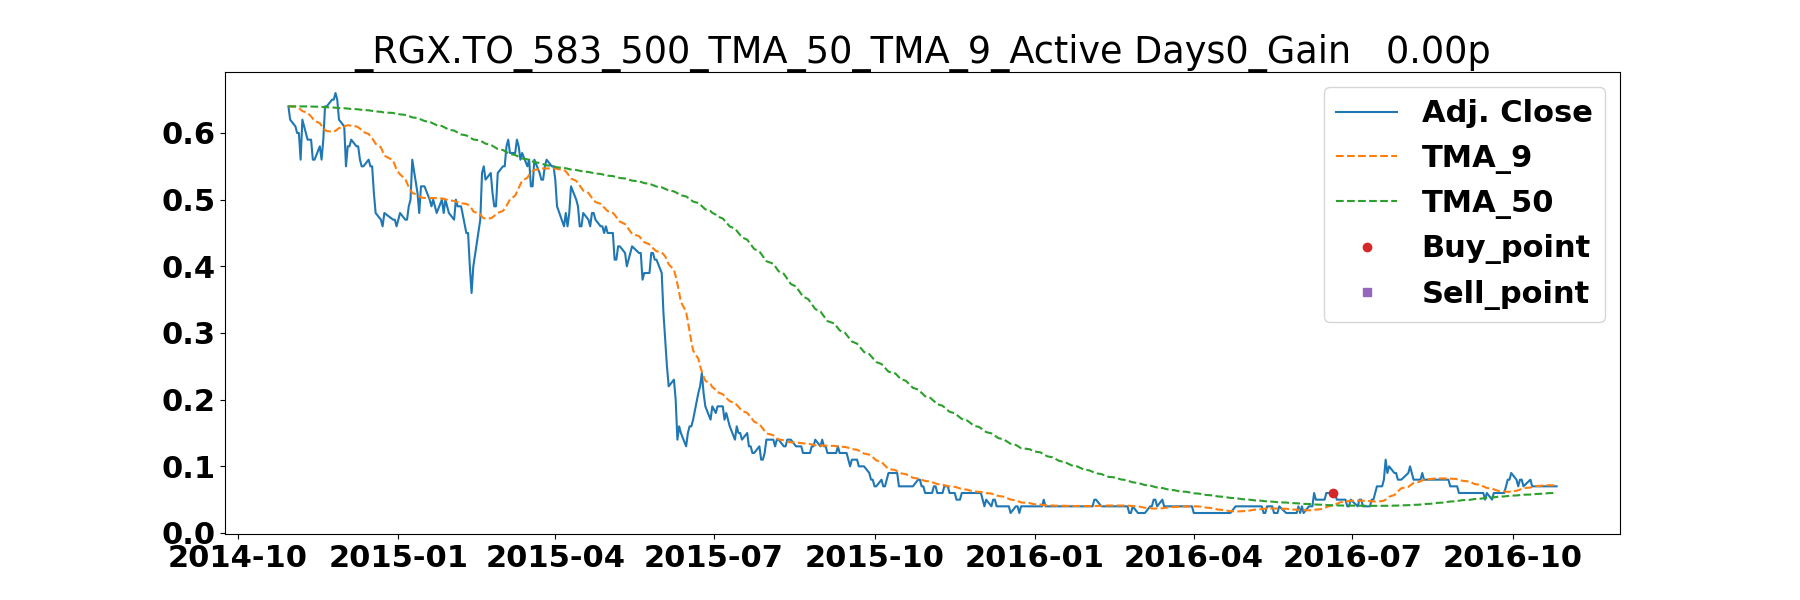 _RGX.TO_583_500_TMA_50_TMA_9_Active Days0_Gain   0.00p
Adj. Close
TMA_9
TMA_50
Buy_point
Sell_point
0.6
0.5
0.4
0.3
0.2
0.1
0.0
2014-10 2015-01 2015-04 2015-07 2015-10 2016-01 2016-04 2016-07 2016-10